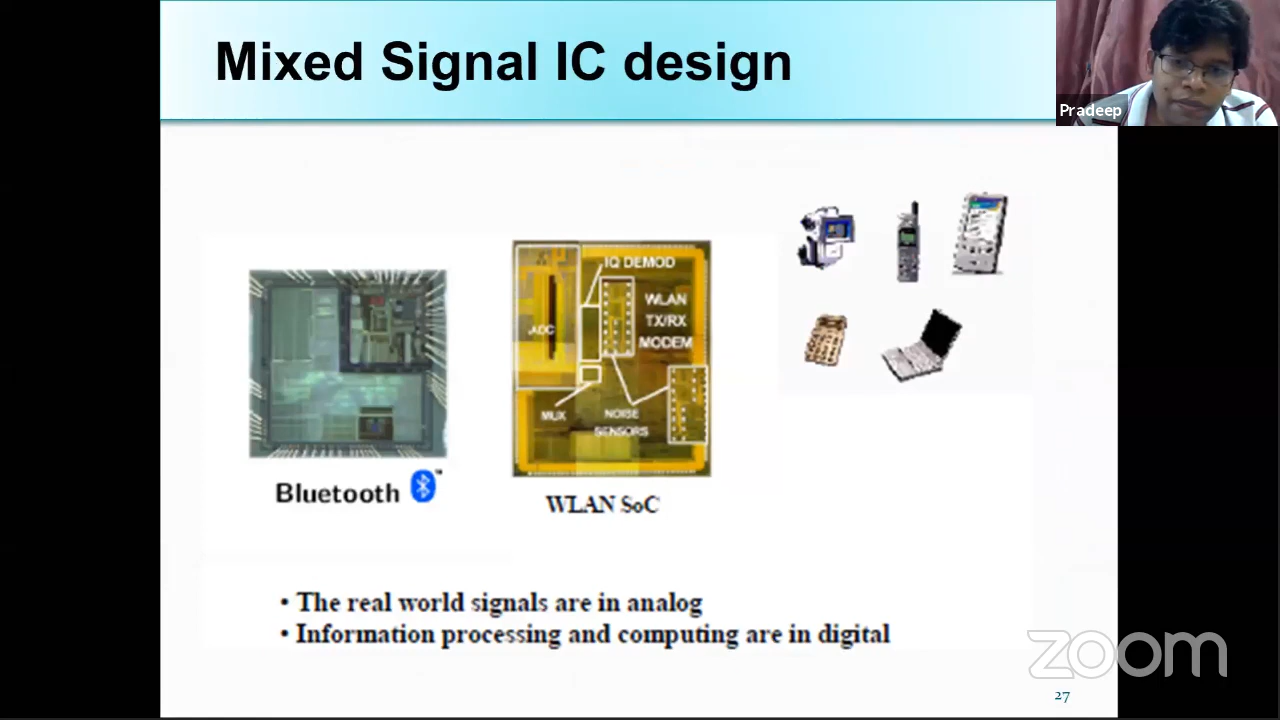 Mixed Signal IC design
Pradeep
IQ DEMOD
ADC
WLAN
TX/RX
MODEM
MUX
NOISE
SENSORS
Bluetooth™
WLAN SoC
• The real world signals are in analog
• Information processing and computing are in digital
zoom
27